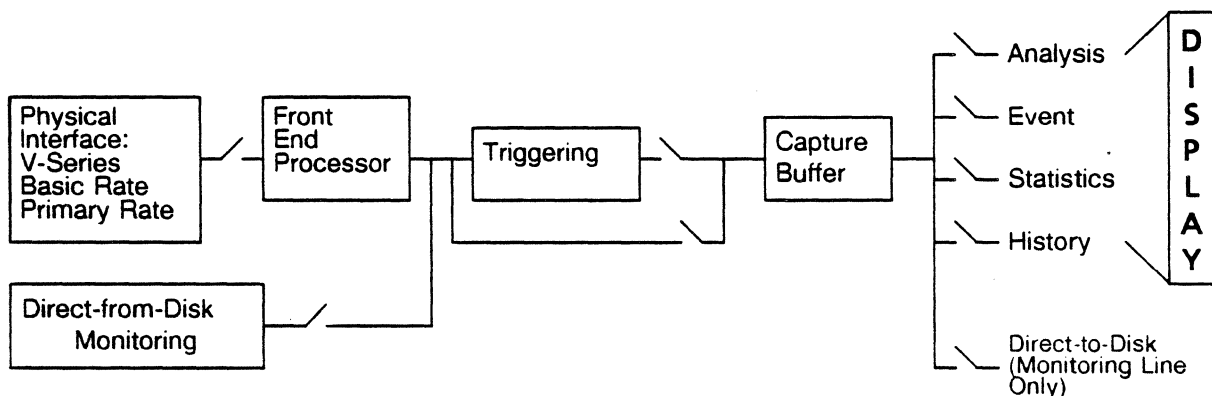 Physical
Interface:
V-Series
Basic Rate
Primary Rate
Front
End
Processor
Triggering
Capture
Buffer
Analysis
Event
Statistics
History
Direct-to-Disk
(Monitoring Line
Only)
DISPLAY
Direct-from-Disk
Monitoring